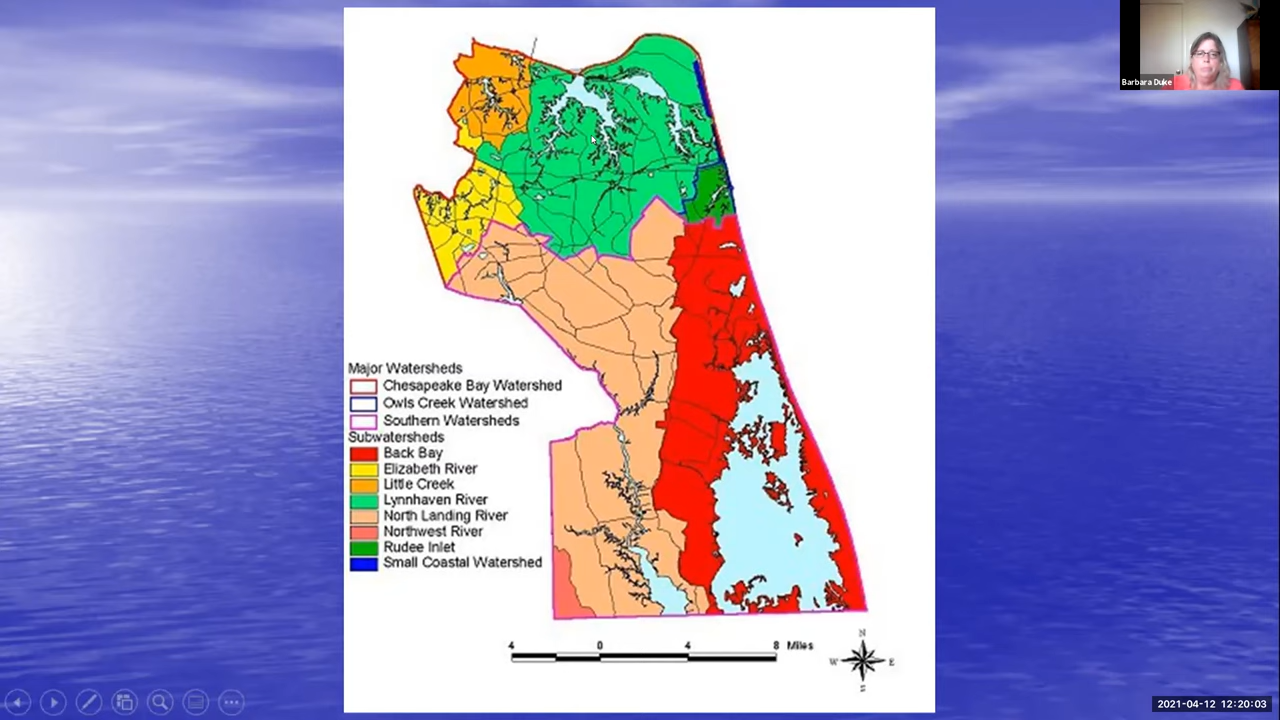 Barbara Duke
Major Watersheds
Chesapeake Bay Watershed
Owls Creek Watershed
Southern Watersheds
Subwatersheds
Back Bay
Elizabeth River
Little Creek
Lynnhaven River
North Landing River
Northwest River
Rudee Inlet
Small Coastal Watershed
4 0 4 8 Miles
N
W E
S
2021-04-12 12:20:03